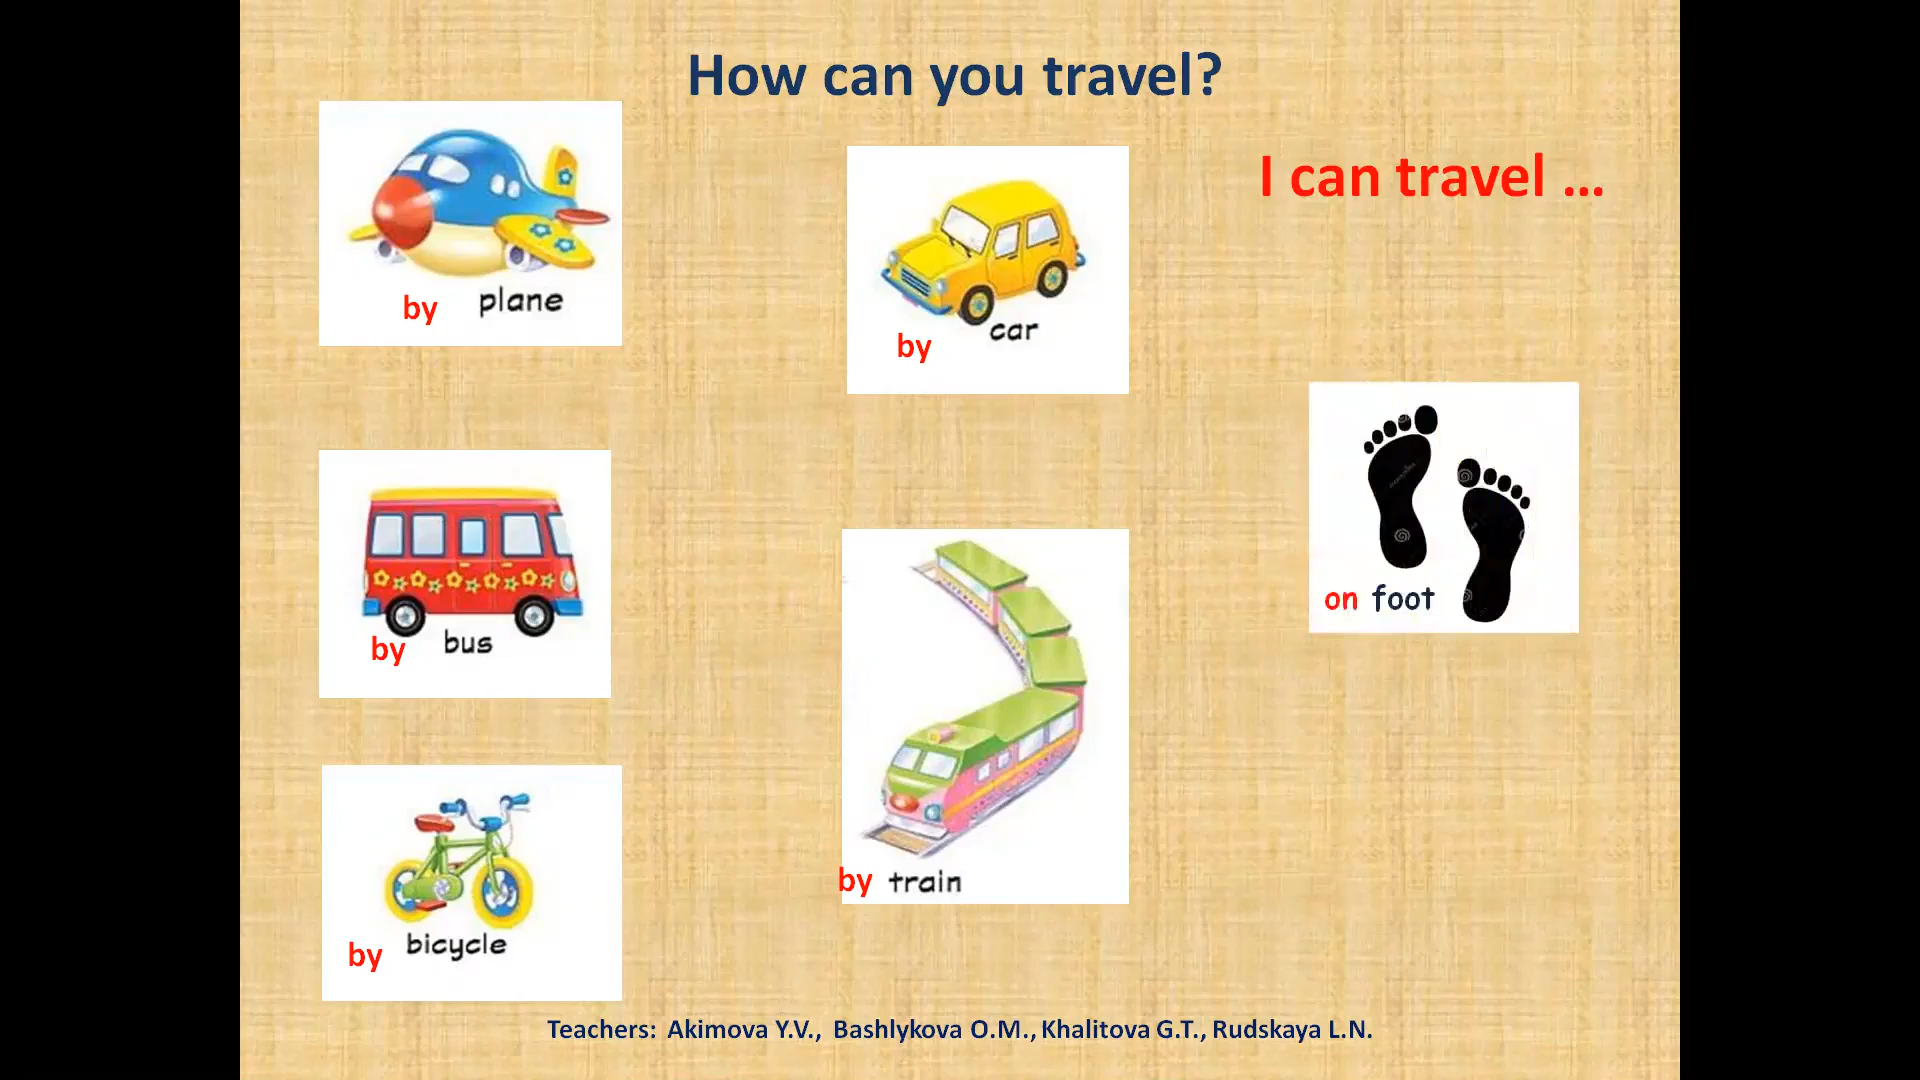 How can you travel?
I can travel ...
by plane
by car
by bus
on foot
by train
by bicycle
Teachers: Akimova Y.V., Bashlykova O.M., Khalitova G.T., Rudskaya L.N.